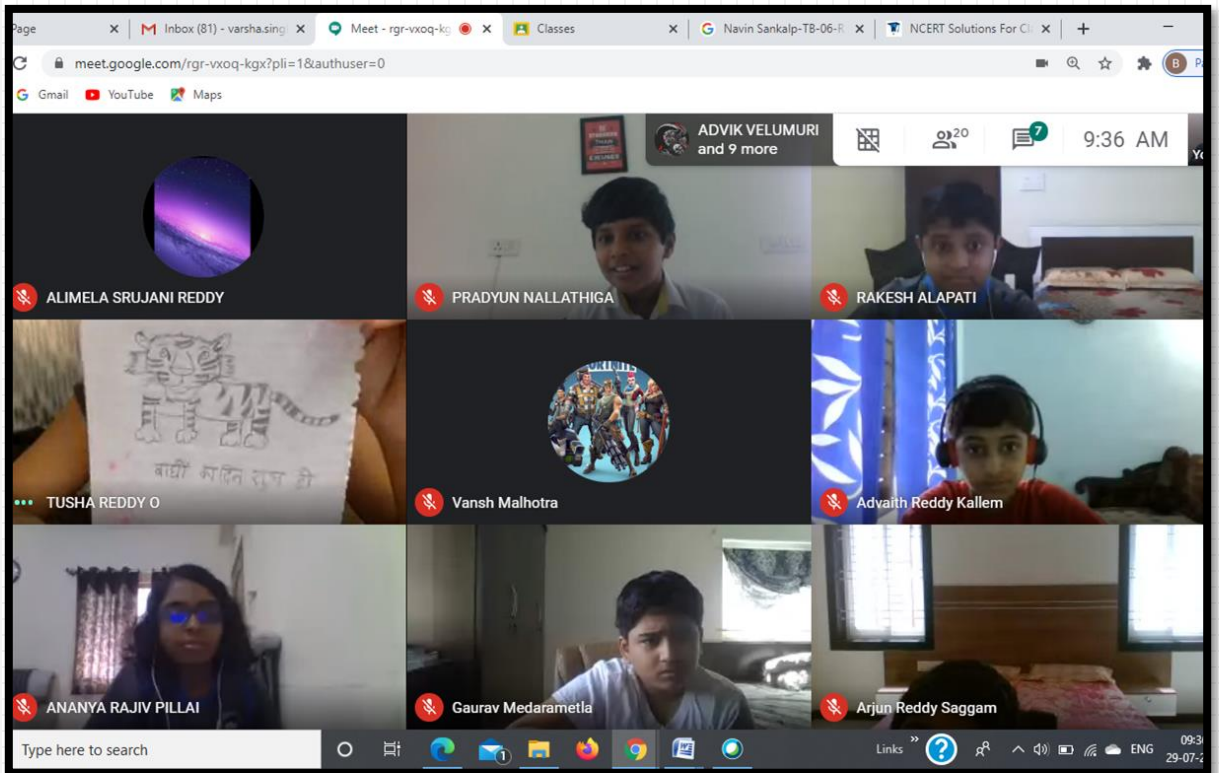 Page
Inbox (81) - varsha.sing
Meet - rgr-vxoq-kg
Classes
Navin Sankalp-TB-06-R
NCERT Solutions For Cl
meet.google.com/rgr-vxoq-kgx?pli=1&authuser=0
B
Gmail
YouTube
Maps
ADVIK VELUMURI
and 9 more
20
7
9:36 AM
ALIMELA SRUJANI REDDY
PRADYUN NALLATHIGA
RAKESH ALAPATI
TUSHA REDDY O
Vansh Malhotra
Advaith Reddy Kallem
ANANYA RAJIV PILLAI
Gaurav Medarametla
Arjun Reddy Saggam
Type here to search
1
Links
ENG
09:3
29-07-2